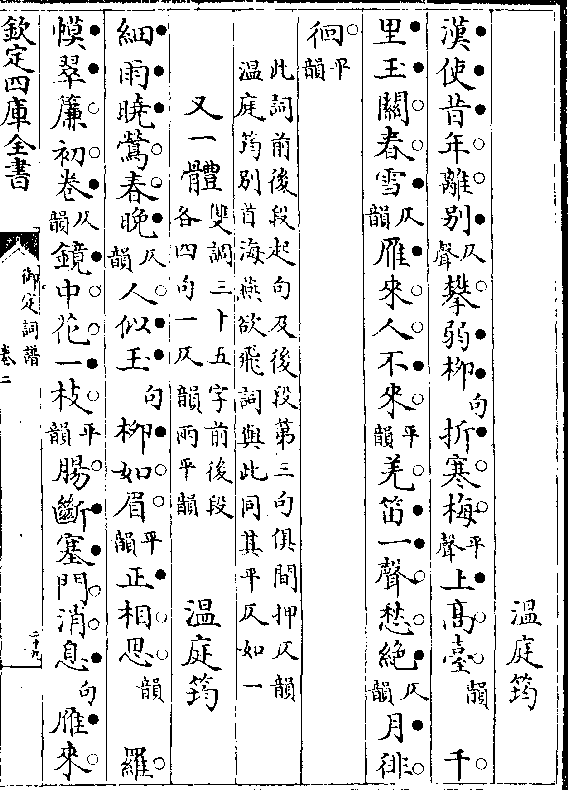 温庭筠
漢使昔年離别仄聲攀弱柳句折寒梅平聲上髙臺韻 千
里玉關春雪仄韻雁來人不來平韻羌笛一聲愁絶仄韻月徘
徊平韻
此詞前後段起句及後段第三句俱間押仄韻
温庭筠别首海燕欲飛詞與此同其平仄如一
又一體雙調三十五字前後段各四句一仄韻兩平韻 温庭筠
細雨曉鶯春晚仄韻人似玉句柳如眉平韻正相思韻 羅
幙翠簾初卷仄韻鏡中花一枝平韻腸斷塞門消息句雁來
欽定四庫全書
御定詞譜
卷二
二十九